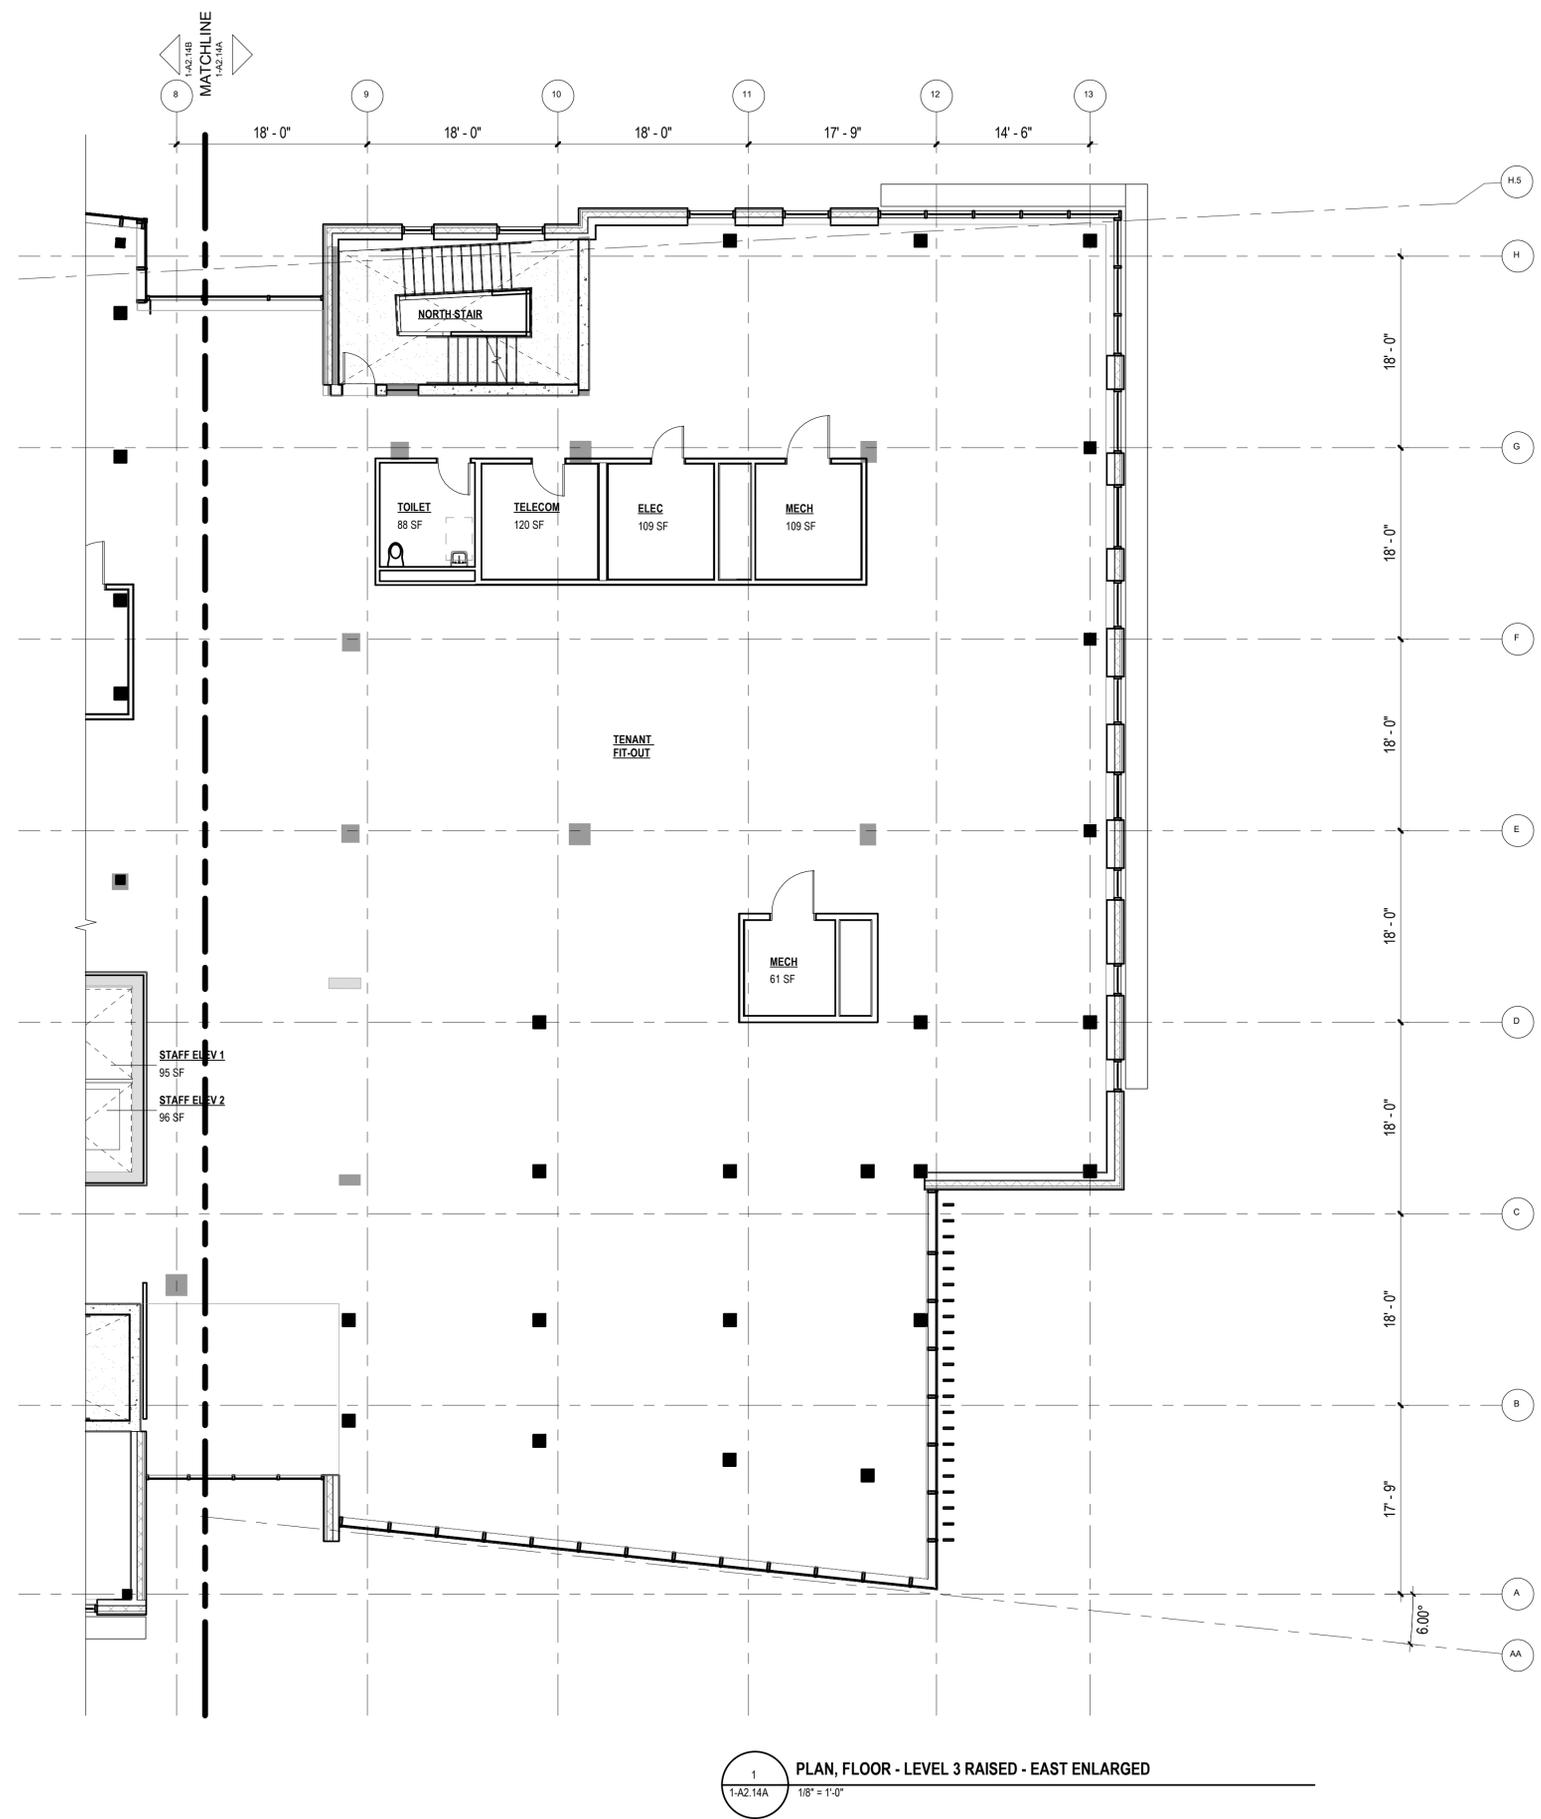 1-A2.14B
MATCHLINE
1-A2.14A
8
9
10
11
12
13
18' - 0"
18' - 0"
18' - 0"
17' - 9"
14' - 6"
H.5
H
NORTH STAIR
18' - 0"
G
TOILET
88 SF
TELECOM
120 SF
ELEC
109 SF
MECH
109 SF
18' - 0"
F
TENANT
FIT-OUT
18' - 0"
E
18' - 0"
MECH
61 SF
D
STAFF ELEV 1
95 SF
STAFF ELEV 2
96 SF
18' - 0"
C
18' - 0"
B
17' - 9"
A
6.00°
AA
1
1-A2.14A
PLAN, FLOOR - LEVEL 3 RAISED - EAST ENLARGED
1/8" = 1'-0"